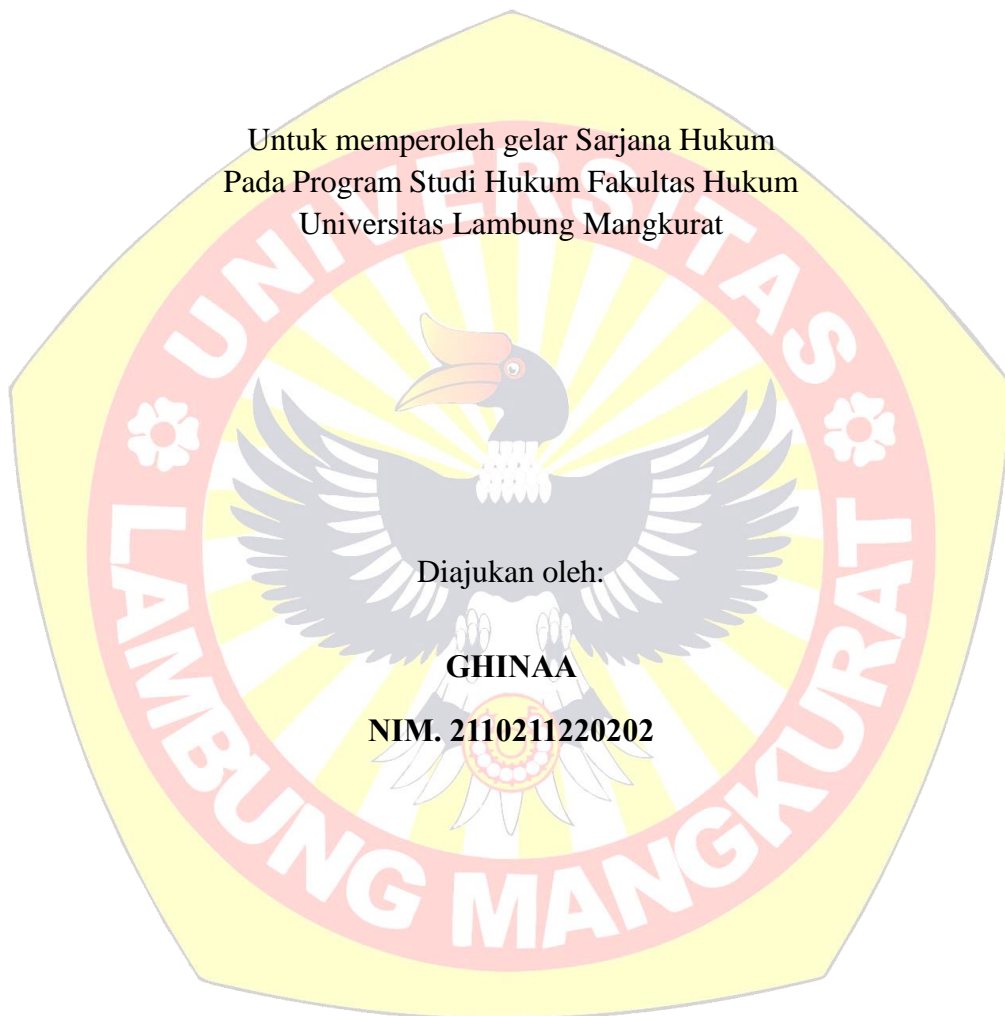 Untuk memperoleh gelar Sarjana Hukum
Pada Program Studi Hukum Fakultas Hukum
Universitas Lambung Mangkurat
UNIVERSITAS
LAMBUNG MANGKURAT
Diajukan oleh:
GHINAA
NIM. 2110211220202